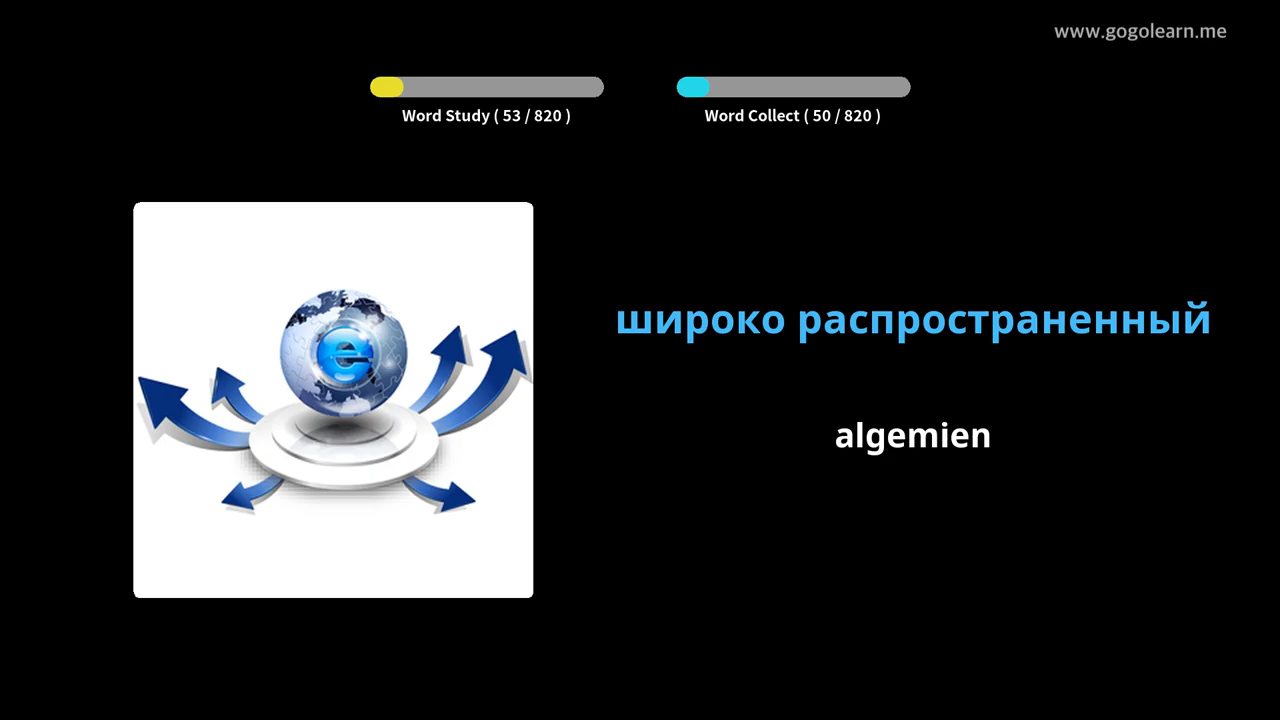 www.gogolearn.me
Word Study ( 53 / 820 )
Word Collect ( 50 / 820 )
e
широко распространенный
algemien